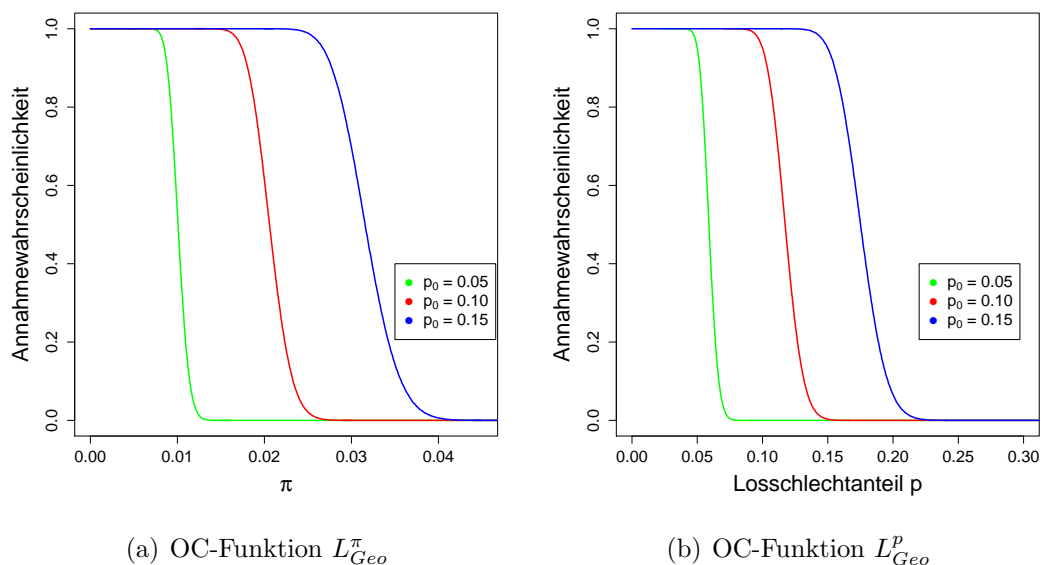 Annahmewahrscheinlichkeit
1.0
0.8
0.6
0.4
0.2
0.0
0.00 0.01 0.02 0.03 0.04
π
p₀ = 0.05
p₀ = 0.10
p₀ = 0.15
(a) OC-Funktion L^π_Geo
Annahmewahrscheinlichkeit
1.0
0.8
0.6
0.4
0.2
0.0
0.00 0.05 0.10 0.15 0.20 0.25 0.30
Losschlechtanteil p
p₀ = 0.05
p₀ = 0.10
p₀ = 0.15
(b) OC-Funktion L^p_Geo